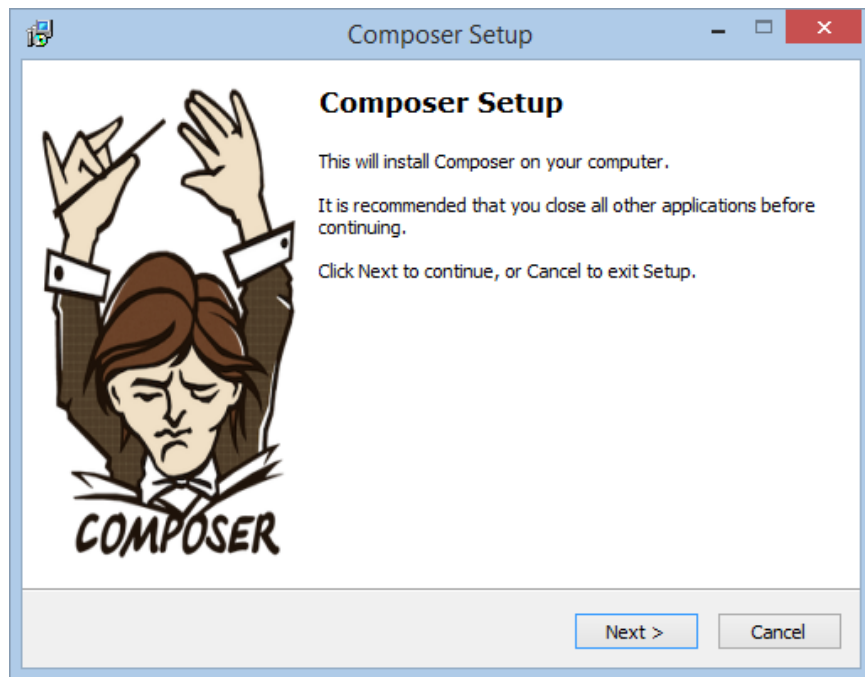 Composer Setup
Composer Setup
This will install Composer on your computer.
It is recommended that you close all other applications before
continuing.
Click Next to continue, or Cancel to exit Setup.
COMPOSER
Next >
Cancel